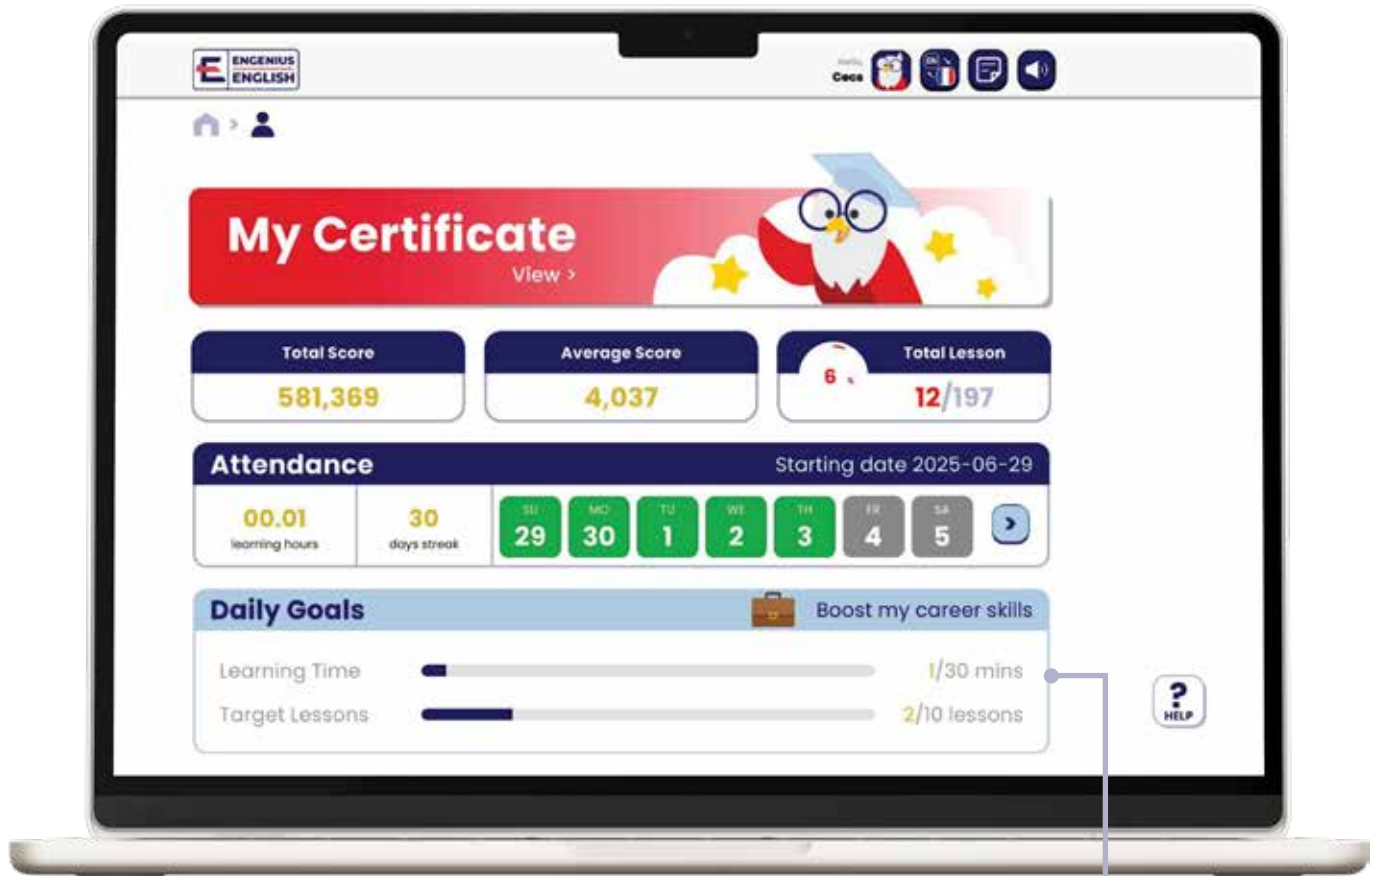 ENGENIUS
ENGLISH
Hello,
Coco
My Certificate
View >
Total Score
581,369
Average Score
4,037
6
Total Lesson
12/197
Attendance
Starting date 2025-06-29
00.01
learning hours
30
days streak
SU
29
MO
30
TU
1
WE
2
TH
3
FR
4
SA
5
Daily Goals
Boost my career skills
Learning Time
1/30 mins
Target Lessons
2/10 lessons
?
HELP